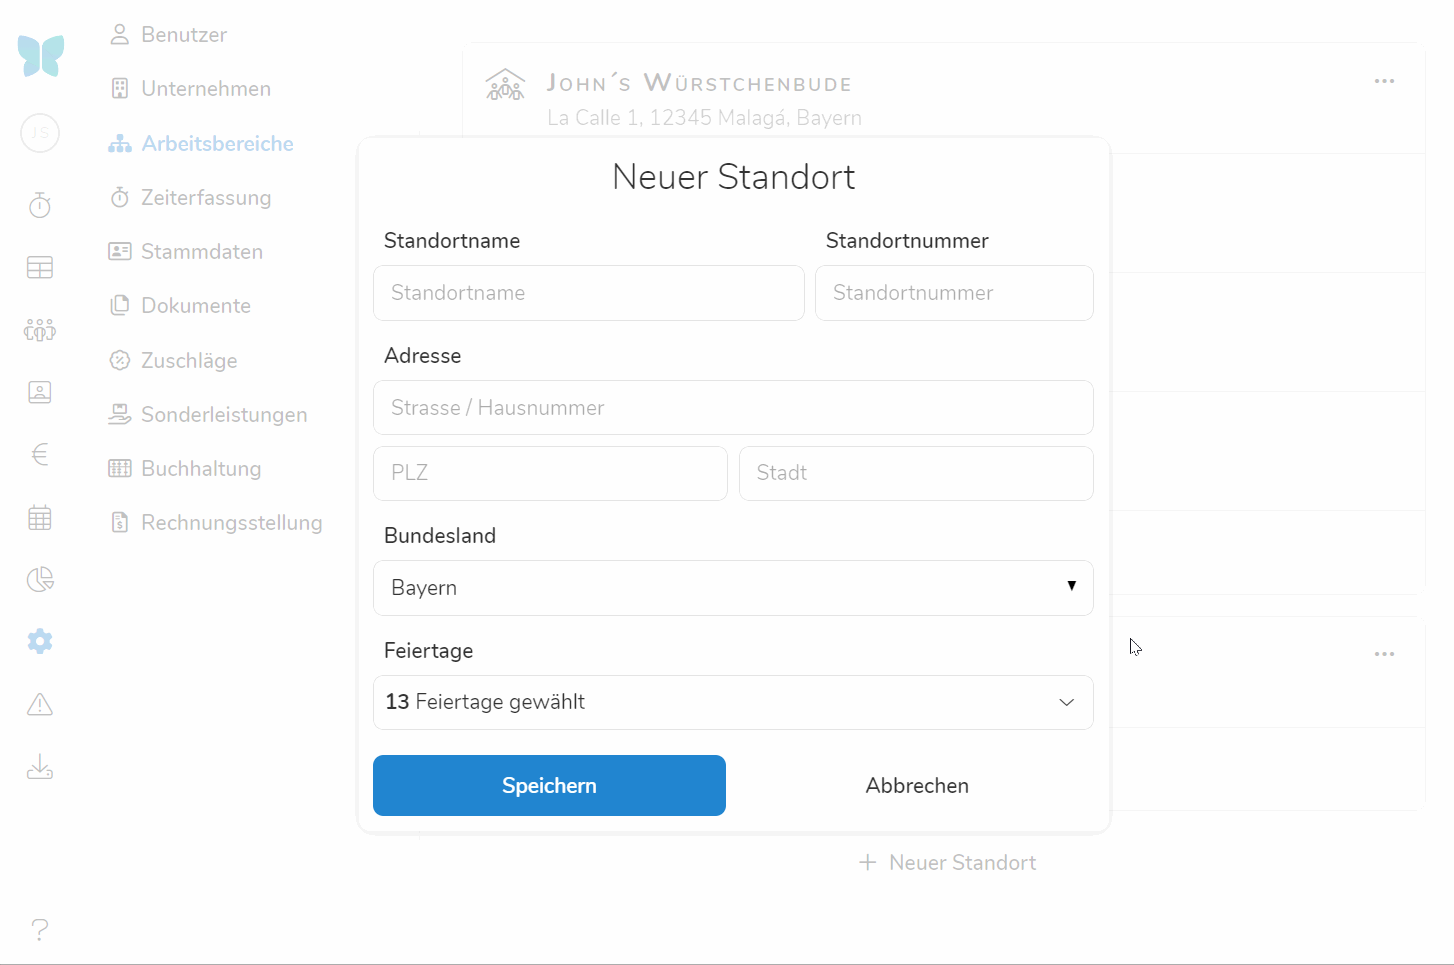 JS
Benutzer
Unternehmen
Arbeitsbereiche
Zeiterfassung
Stammdaten
Dokumente
Zuschläge
Sonderleistungen
Buchhaltung
Rechnungsstellung
John´s Würstchenbude
La Calle 1, 12345 Malagá, Bayern
Neuer Standort
Standortname Standortnummer
Standortname Standortnummer
Adresse
Strasse / Hausnummer
PLZ Stadt
Bundesland
Bayern
Feiertage
13 Feiertage gewählt
Speichern Abbrechen
+ Neuer Standort
?